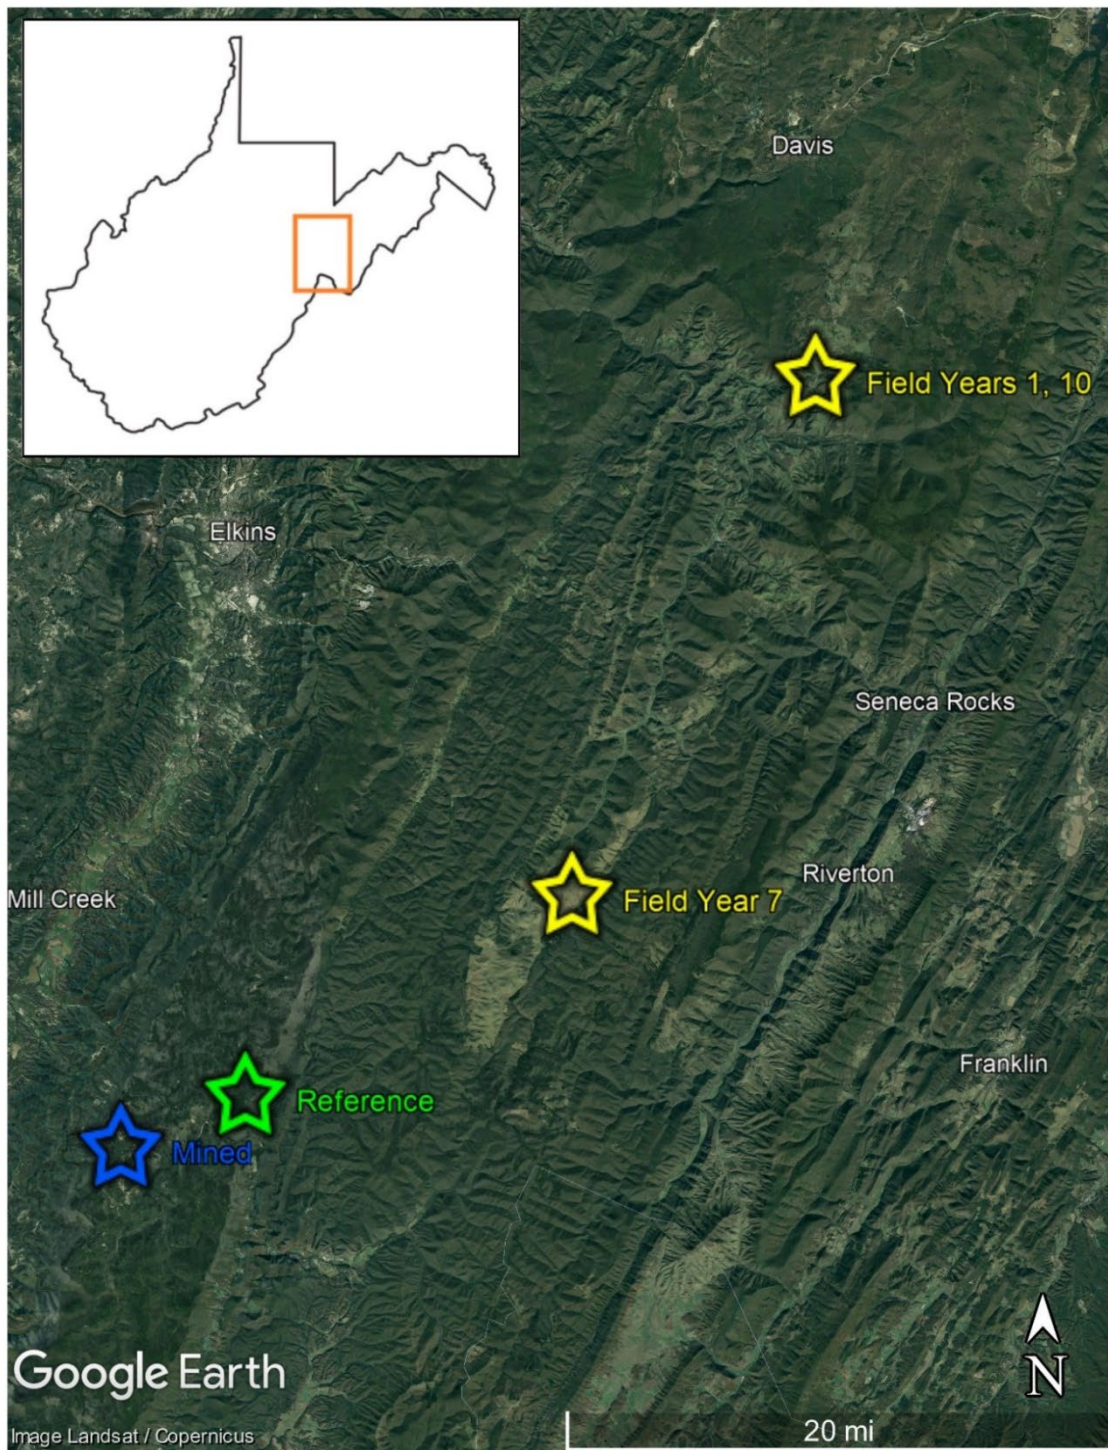 Davis
Field Years 1, 10
Elkins
Seneca Rocks
Riverton
Mill Creek
Field Year 7
Franklin
Reference
Mined
N
Google Earth
Image Landsat / Copernicus
20 mi